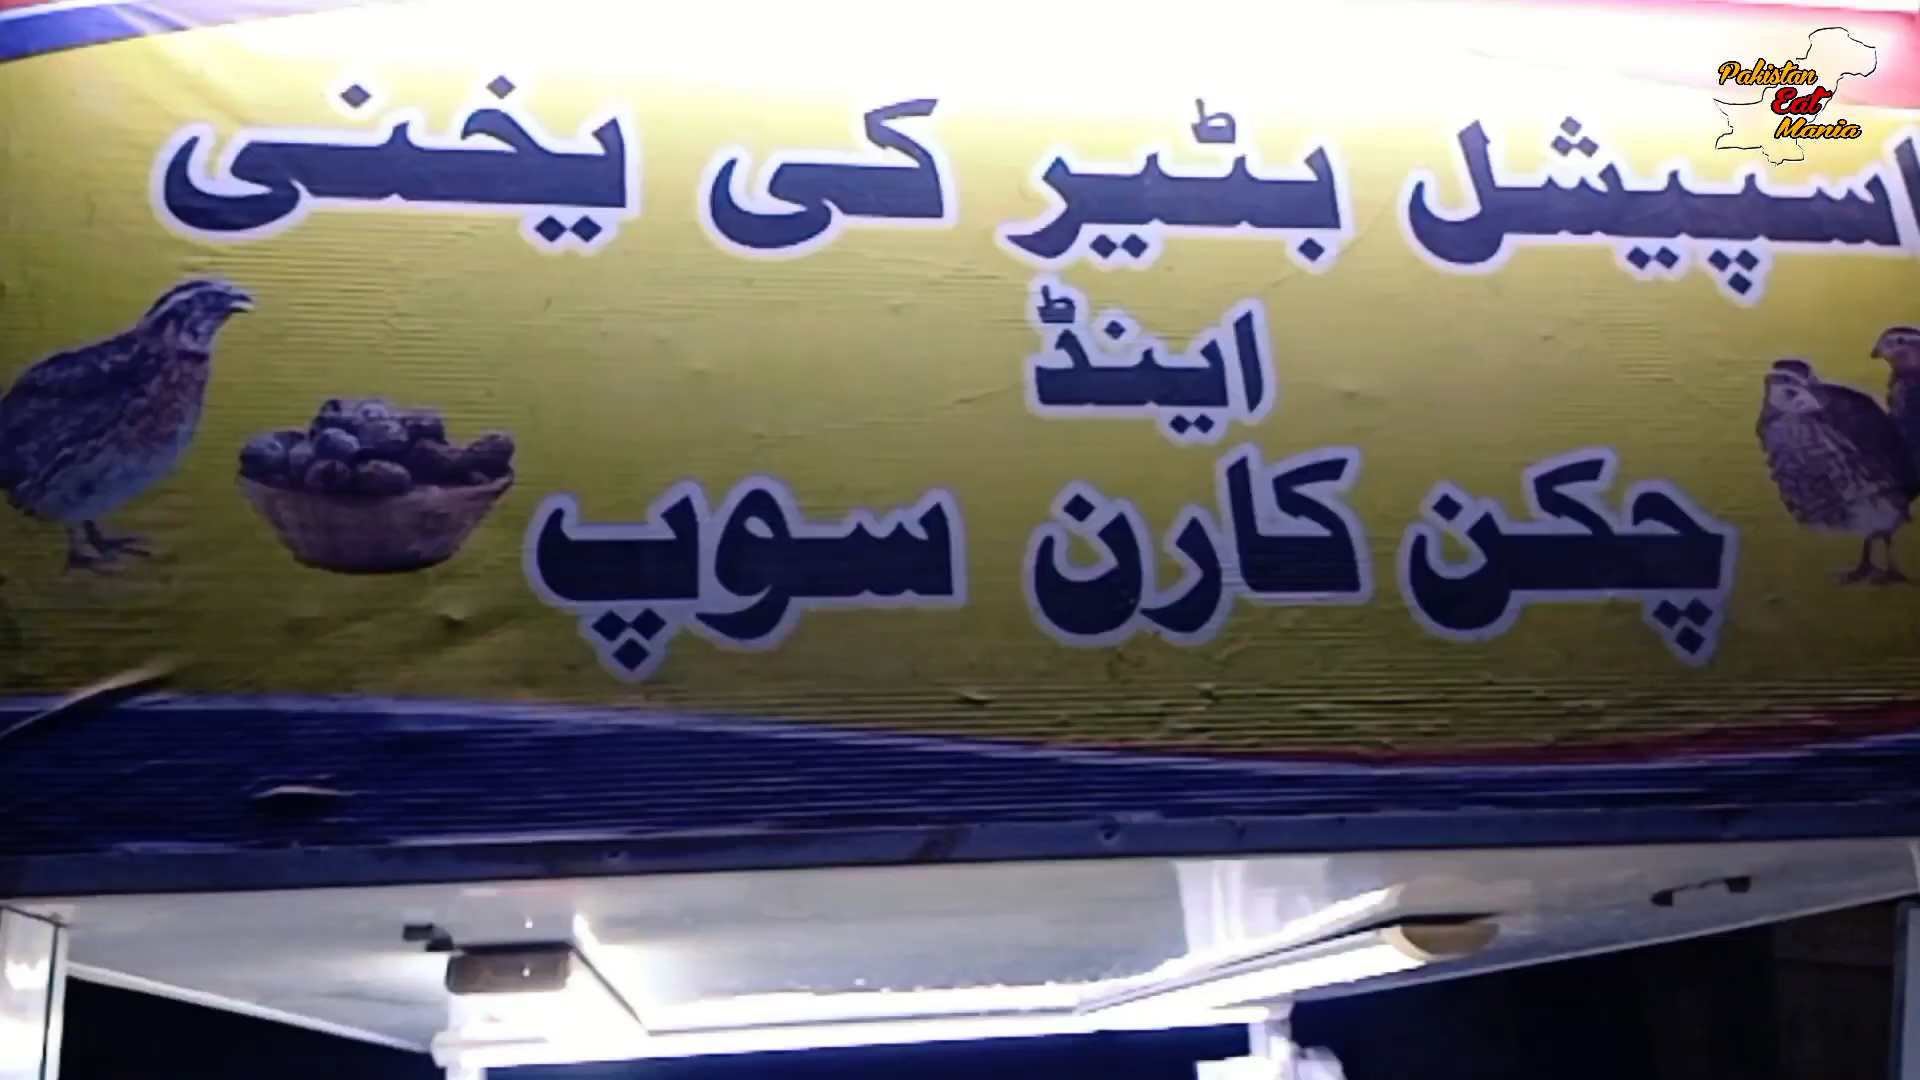 اسپیشل بٹیر کی یخنی
اینڈ
چکن کارن سوپ
Pakistan
Eat
Mania